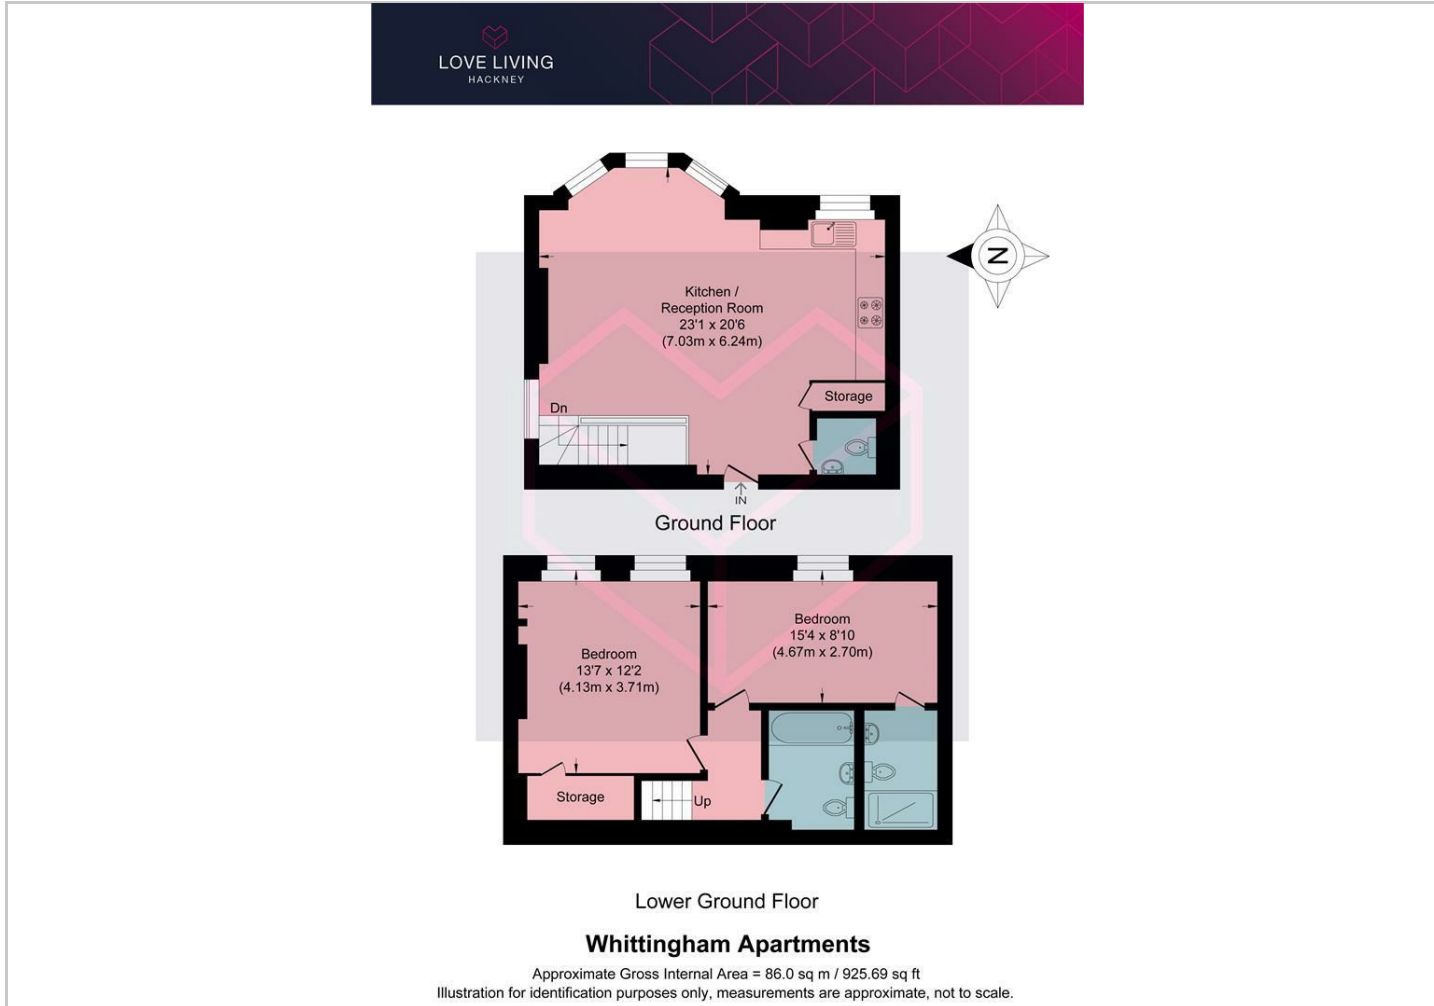 LOVE LIVING
HACKNEY
Kitchen /
Reception Room
23'1 x 20'6
(7.03m x 6.24m)
N
Storage
Dn
IN
Ground Floor
Bedroom
15'4 x 8'10
(4.67m x 2.70m)
Bedroom
13'7 x 12'2
(4.13m x 3.71m)
Storage
Up
Lower Ground Floor
Whittingham Apartments
Approximate Gross Internal Area = 86.0 sq m / 925.69 sq ft
Illustration for identification purposes only, measurements are approximate, not to scale.